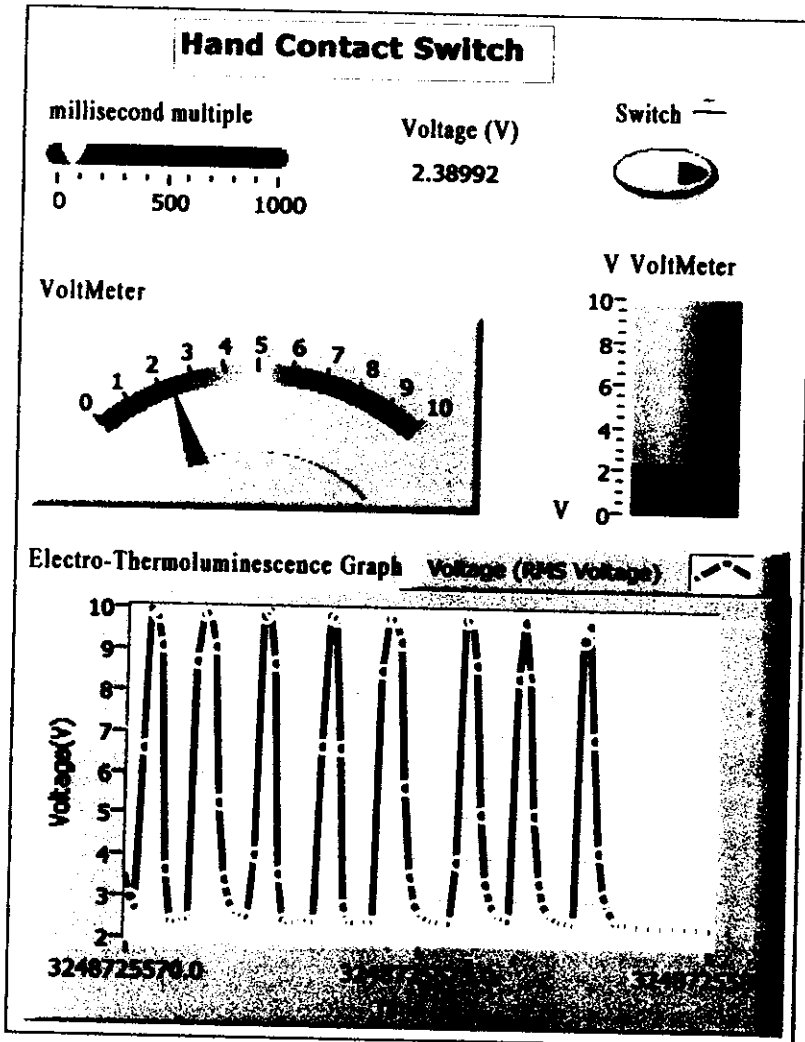 Hand Contact Switch
millisecond multiple
0 500 1000
Voltage (V)
2.38992
Switch
VoltMeter
0 1 2 3 4 5 6 7 8 9 10
V VoltMeter
10
8
6
4
2
V 0
Electro-Thermoluminescence Graph
Voltage (RMS Voltage)
Voltage(V)
10
9
8
7
6
5
4
3
2
3248725570.0